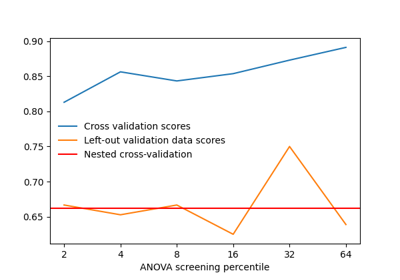 0.90
0.85
0.80
0.75
0.70
0.65
Cross validation scores
Left-out validation data scores
Nested cross-validation
2 4 8 16 32 64
ANOVA screening percentile